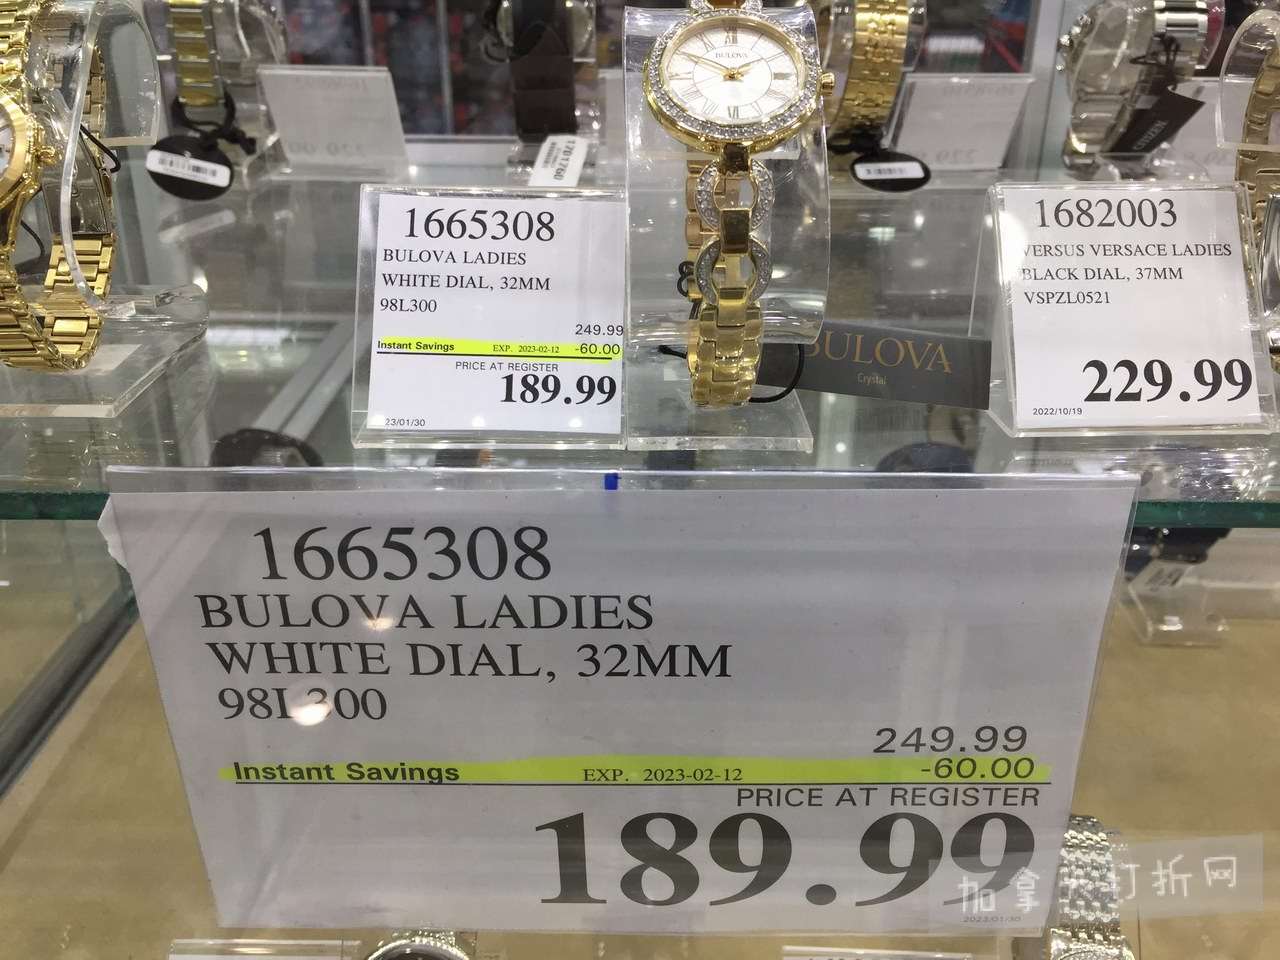 BULOVA
1201760
CITIZEN
1665308
BULOVA LADIES
WHITE DIAL, 32MM
98L300
249.99
Instant Savings EXP. 2023-02-12 -60.00
PRICE AT REGISTER
189.99
23/01/30
BULOVA
Crystal
1682003
VERSUS VERSACE LADIES
BLACK DIAL, 37MM
VSPZL0521
229.99
2022/10/19
1665308
BULOVA LADIES
WHITE DIAL, 32MM
98L300
249.99
Instant Savings EXP. 2023-02-12 -60.00
PRICE AT REGISTER
189.99
2023/01/30
加拿大打折网